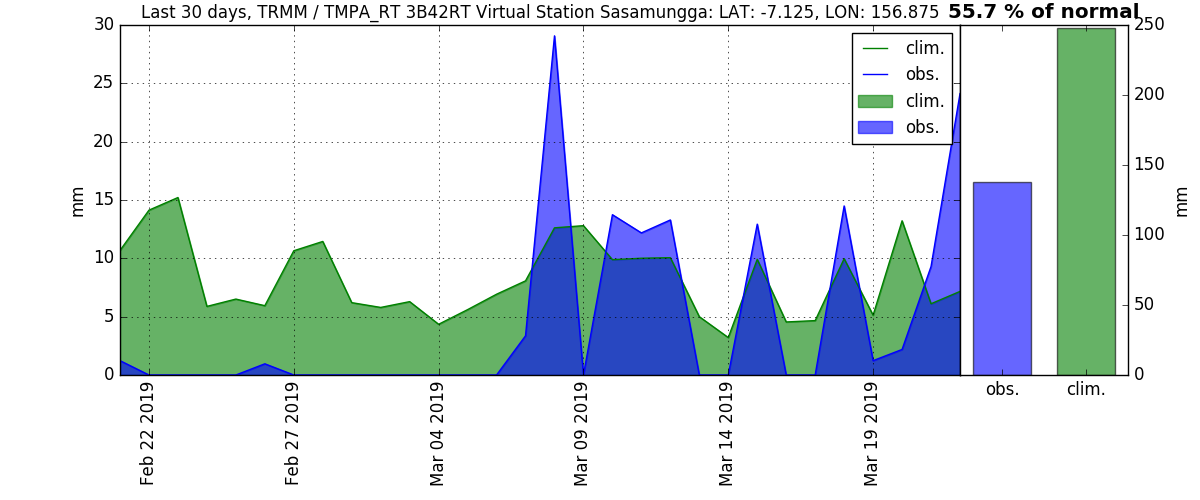 Last 30 days, TRMM / TMPA_RT 3B42RT Virtual Station Sasamungga: LAT: -7.125, LON: 156.875
55.7 % of normal
mm
30
25
20
15
10
5
0
clim.
obs.
clim.
obs.
Feb 22 2019
Feb 27 2019
Mar 04 2019
Mar 09 2019
Mar 14 2019
Mar 19 2019
obs.
clim.
250
200
150
100
50
0
mm